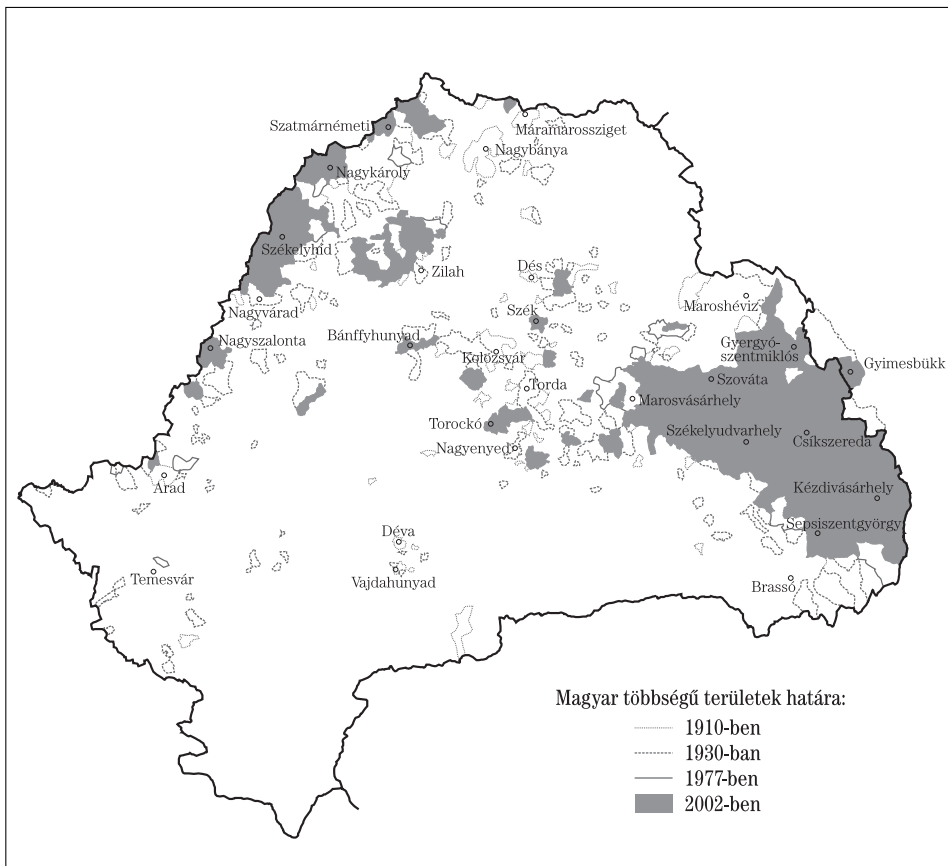 Szatmárnémeti
Máramarossziget
Nagybánya
Nagykároly
Székelyhíd
Zilah
Dés
Nagyvárad
Maroshévíz
Szék
Bánffyhunyad
Nagyszalonta
Kolozsvár
Gyergyó-
szentmiklós
Gyimesbükk
Szováta
Torda
Marosvásárhely
Torockó
Székelyudvarhely
Csíkszereda
Nagyenyed
Arad
Kézdivásárhely
Sepsiszentgyörgy
Déva
Temesvár
Vajdahunyad
Brassó
Magyar többségű területek határa:
1910-ben
1930-ban
1977-ben
2002-ben